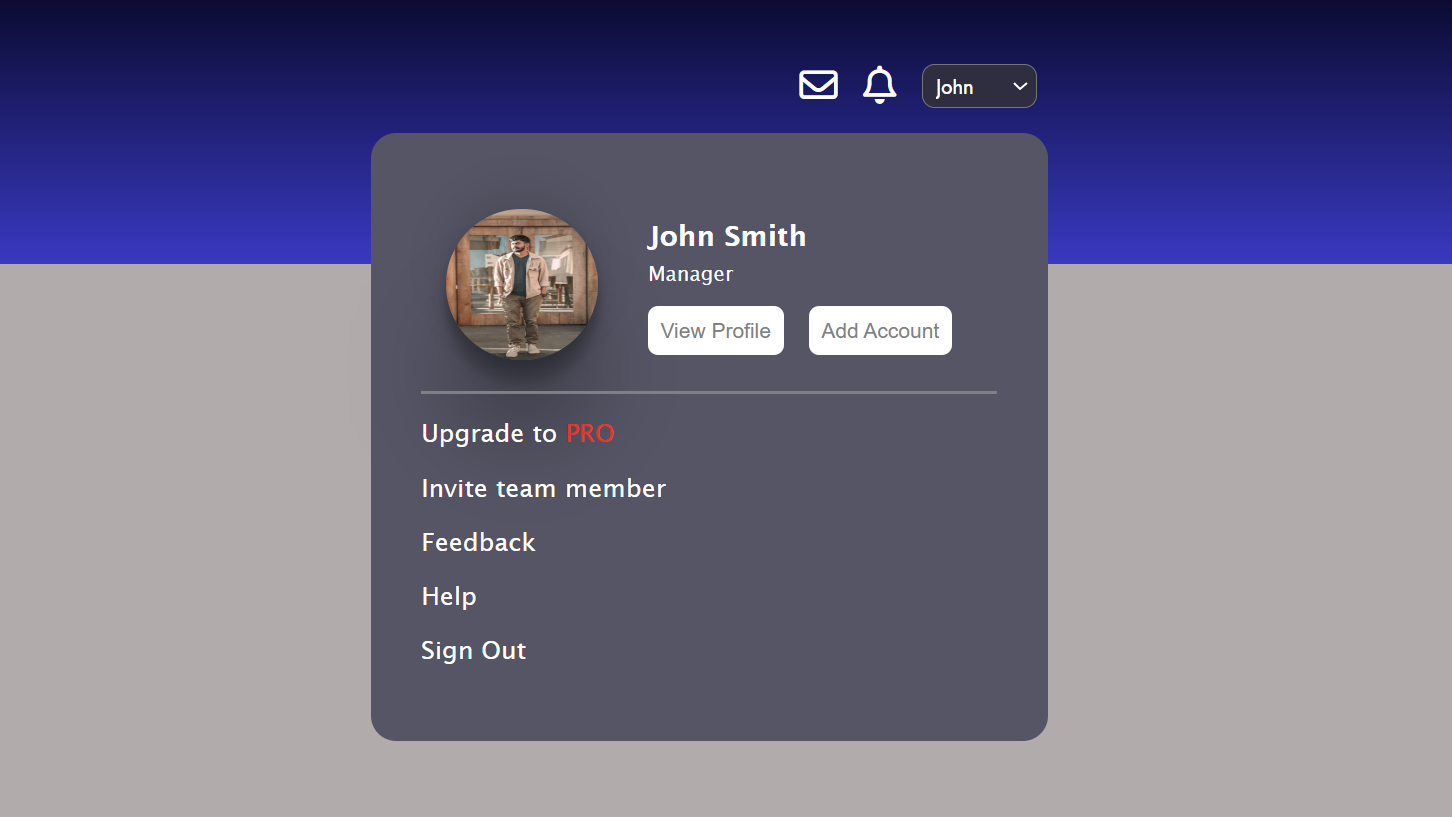 John
John Smith
Manager
View Profile Add Account
Upgrade to PRO
Invite team member
Feedback
Help
Sign Out